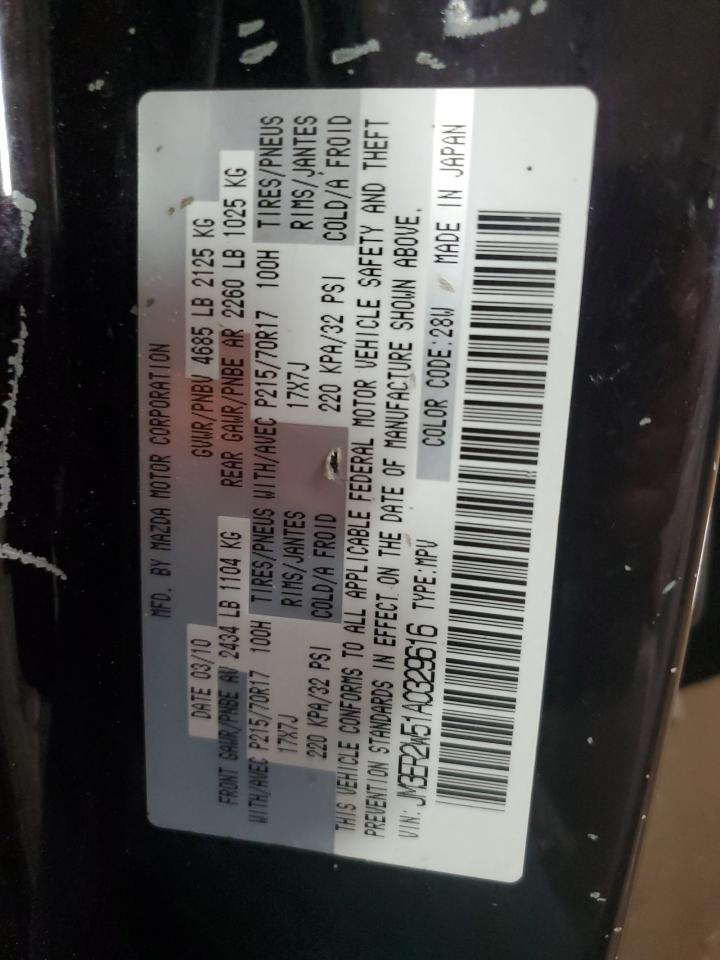 MFD. BY MAZDA MOTOR CORPORATION
DATE 03/10 GVWR/PNBV 4685 LB 2125 KG
FRONT GAWR/PNBE AV 2434 LB 1104 KG REAR GAWR/PNBE AR 2260 LB 1025 KG
WITH/AVEC P215/70R17 100H TIRES/PNEUS WITH/AVEC P215/70R17 100H TIRES/PNEUS
17X7J RIMS/JANTES 17X7J RIMS/JANTES
220 KPA/32 PSI COLD/A FROID 220 KPA/32 PSI COLD/A FROID
THIS VEHICLE CONFORMS TO ALL APPLICABLE FEDERAL MOTOR VEHICLE SAFETY AND THEFT
PREVENTION STANDARDS IN EFFECT ON THE DATE OF MANUFACTURE SHOWN ABOVE.
VIN: JM3ER2W51A0329616 TYPE:MPV COLOR CODE:28W MADE IN JAPAN